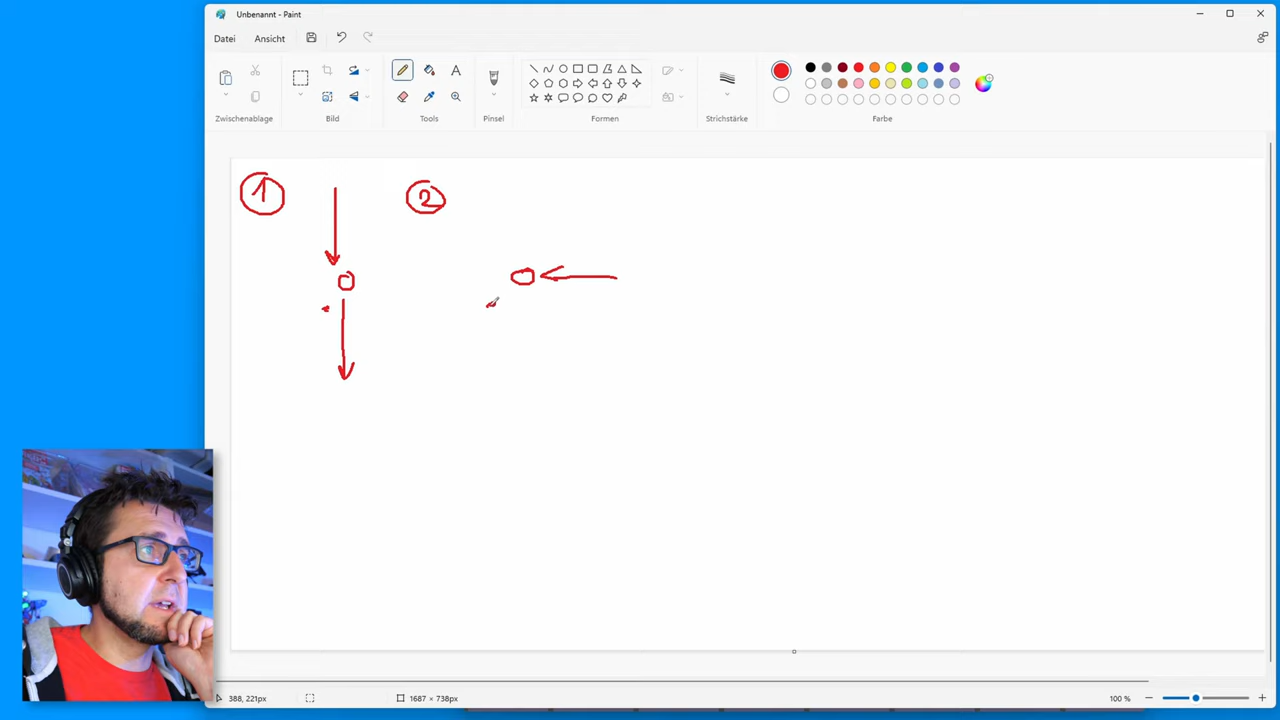 Unbenannt - Paint
Datei Ansicht
A
Zwischenablage Bild Tools Pinsel Formen Strichstärke Farbe
1 2
388, 221px 1687 × 738px 100 %